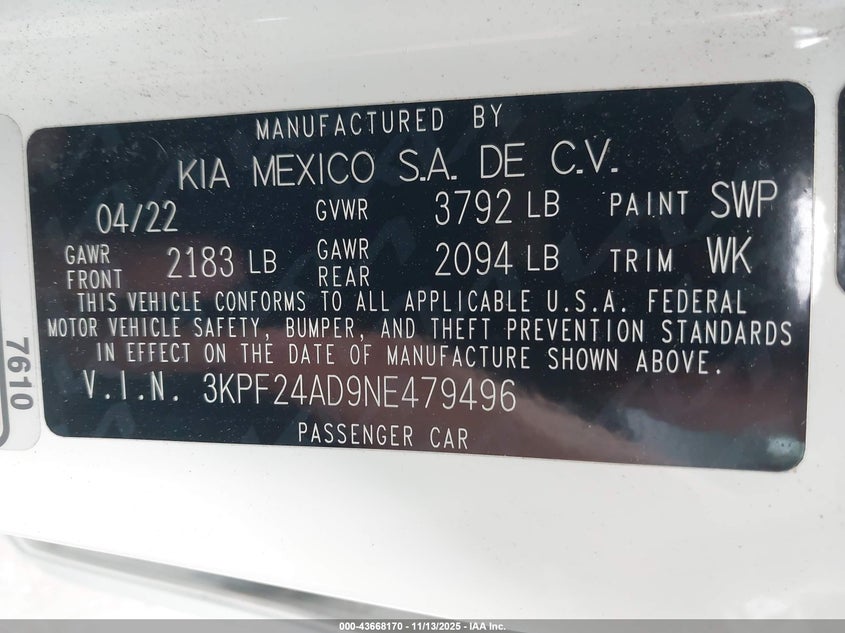 MANUFACTURED BY
KIA MEXICO S.A. DE C.V.
04/22 GVWR 3792 LB PAINT SWP
GAWR FRONT 2183 LB GAWR REAR 2094 LB TRIM WK
THIS VEHICLE CONFORMS TO ALL APPLICABLE U.S.A. FEDERAL
MOTOR VEHICLE SAFETY, BUMPER, AND THEFT PREVENTION STANDARDS
IN EFFECT ON THE DATE OF MANUFACTURE SHOWN ABOVE.
V.I.N. 3KPF24AD9NE479496
PASSENGER CAR
7610
000-43668170 - 11/13/2025 - IAA Inc.